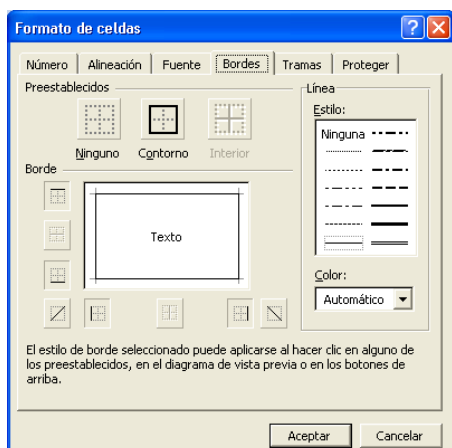 Formato de celdas
Número Alineación Fuente Bordes Tramas Proteger
Preestablecidos
Ninguno Contorno Interior
Borde
Texto
Línea
Estilo:
Ninguna
Color:
Automático
El estilo de borde seleccionado puede aplicarse al hacer clic en alguno de
los preestablecidos, en el diagrama de vista previa o en los botones de
arriba.
Aceptar Cancelar